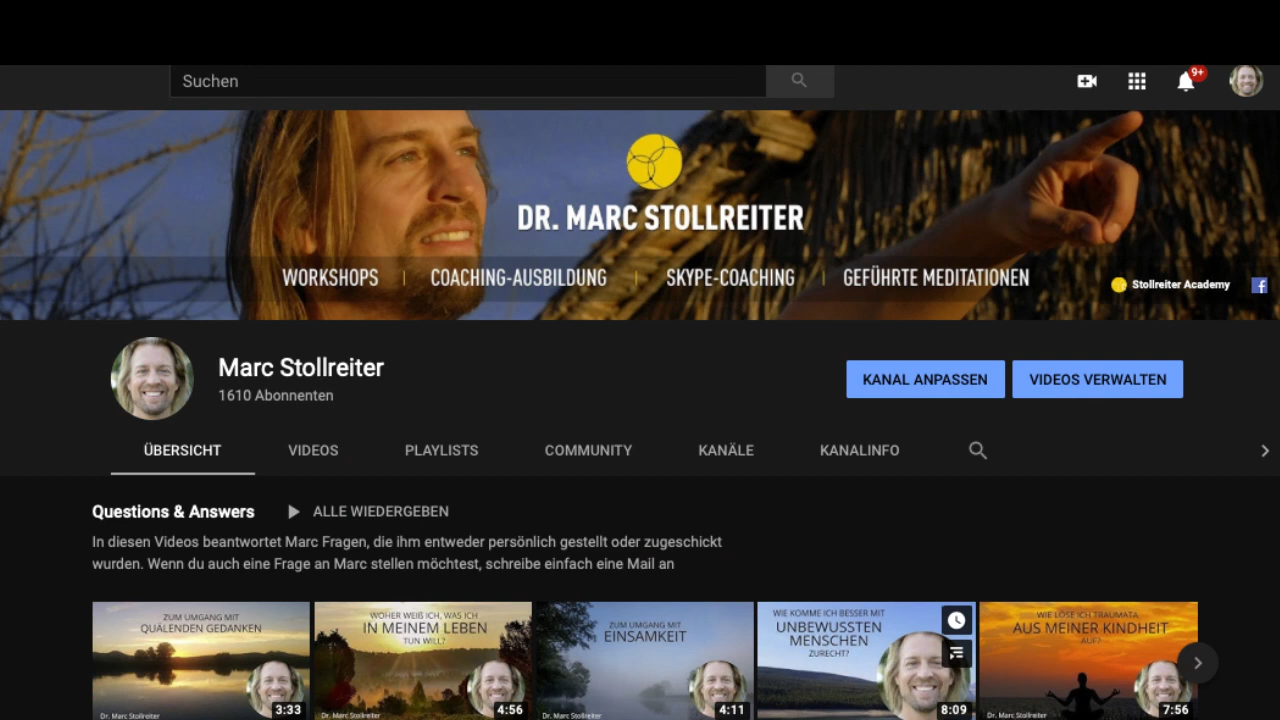 Suchen
9+
DR. MARC STOLLREITER
WORKSHOPS | COACHING-AUSBILDUNG | SKYPE-COACHING | GEFÜHRTE MEDITATIONEN
Stollreiter Academy
Marc Stollreiter
1610 Abonnenten
KANAL ANPASSEN
VIDEOS VERWALTEN
ÜBERSICHT VIDEOS PLAYLISTS COMMUNITY KANÄLE KANALINFO
Questions & Answers ALLE WIEDERGEBEN
In diesen Videos beantwortet Marc Fragen, die ihm entweder persönlich gestellt oder zugeschickt
wurden. Wenn du auch eine Frage an Marc stellen möchtest, schreibe einfach eine Mail an
ZUM UMGANG MIT
QUÄLENDEN GEDANKEN
Dr. Marc Stollreiter
3:33
WOHER WEIß ICH, WAS ICH
IN MEINEM LEBEN
TUN WILL?
Dr. Marc Stollreiter
4:56
ZUM UMGANG MIT
EINSAMKEIT
Dr. Marc Stollreiter
4:11
WIE KOMME ICH BESSER MIT
UNBEWUSSTEN
MENSCHEN
ZURECHT?
Dr. Marc Stollreiter
8:09
WIE LÖSE ICH TRAUMATA
AUS MEINER KINDHEIT
AUF?
Dr. Marc Stollreiter
7:56